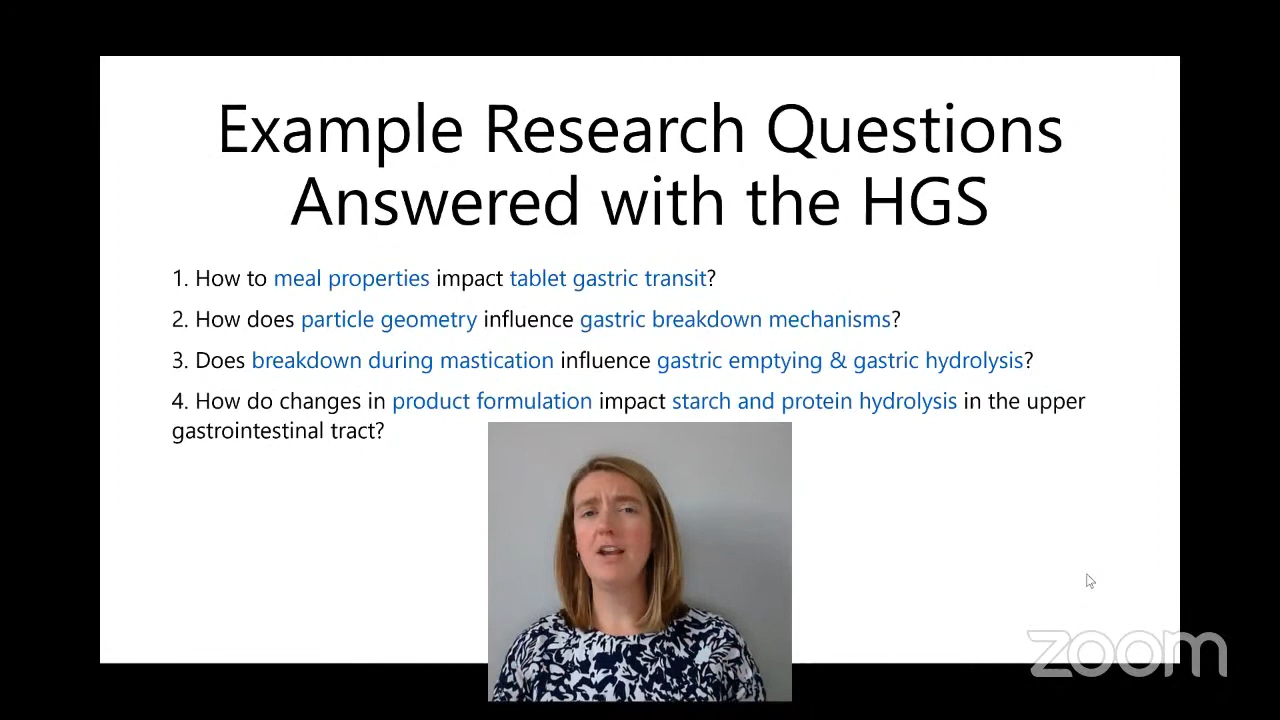 Example Research Questions
Answered with the HGS
1. How to meal properties impact tablet gastric transit?
2. How does particle geometry influence gastric breakdown mechanisms?
3. Does breakdown during mastication influence gastric emptying & gastric hydrolysis?
4. How do changes in product formulation impact starch and protein hydrolysis in the upper
gastrointestinal tract?
zoom